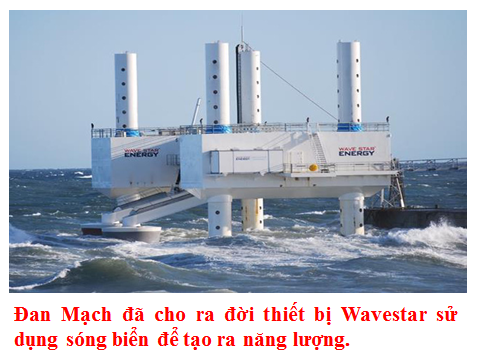 WAVE STAR
ENERGY
WAVE STAR
ENERGY
Đan Mạch đã cho ra đời thiết bị Wavestar sử
dụng sóng biển để tạo ra năng lượng.